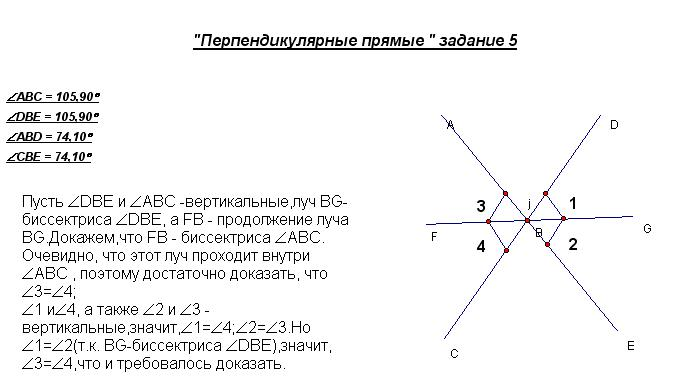 "Перпендикулярные прямые " задание 5
∠ABC = 105,90°
∠DBE = 105,90°
∠ABD = 74,10°
∠CBE = 74,10°
Пусть ∠DBE и ∠ABC -вертикальные,луч BG-
биссектриса ∠DBE, а FB - продолжение луча
BG.Докажем,что FB - биссектриса ∠ABC.
Очевидно, что этот луч проходит внутри
∠ABC , поэтому достаточно доказать, что
∠3=∠4;
∠1 и∠4, а также ∠2 и ∠3 -
вертикальные,значит,∠1=∠4;∠2=∠3.Но
∠1=∠2(т.к. BG-биссектриса ∠DBE),значит,
∠3=∠4,что и требовалось доказать.
A
D
3
j
1
F
B
G
4
2
C
E